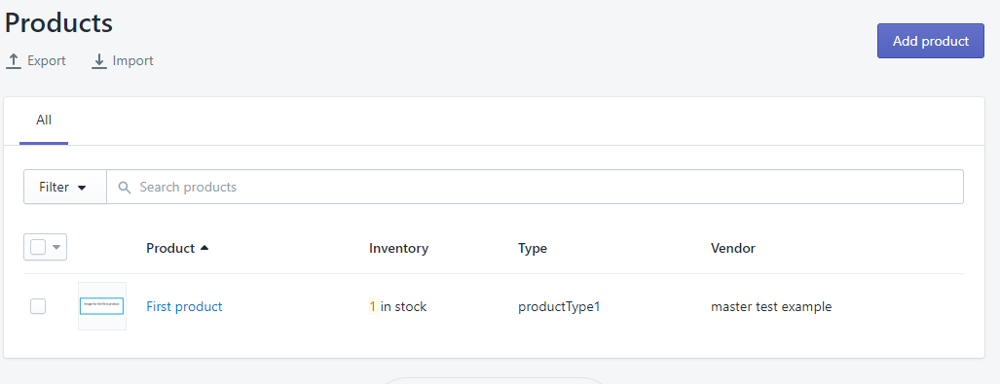 Products
Add product
Export Import
All
Filter Search products
Product Inventory Type Vendor
Image for the first product
First product 1 in stock productType1 master test example